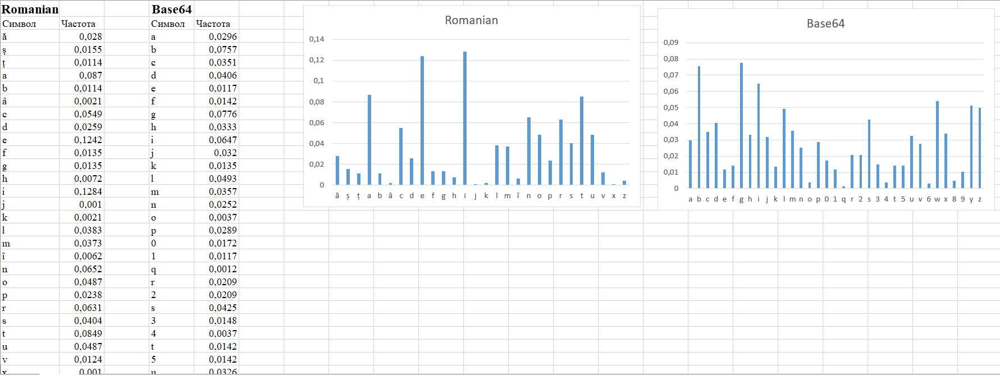 Romanian Base64
Символ Частота Символ Частота
ă 0,028 a 0,0296
ș 0,0155 b 0,0757
ț 0,0114 c 0,0351
a 0,087 d 0,0406
b 0,0114 e 0,0117
â 0,0021 f 0,0142
c 0,0549 g 0,0776
d 0,0259 h 0,0333
e 0,1242 i 0,0647
f 0,0135 j 0,032
g 0,0135 k 0,0135
h 0,0072 l 0,0493
i 0,1284 m 0,0357
j 0,001 n 0,0252
k 0,0021 o 0,0037
l 0,0383 p 0,0289
m 0,0373 0 0,0172
î 0,0062 1 0,0117
n 0,0652 q 0,0012
o 0,0487 r 0,0209
p 0,0238 2 0,0209
r 0,0631 s 0,0425
s 0,0404 3 0,0148
t 0,0849 4 0,0037
u 0,0487 t 0,0142
v 0,0124 5 0,0142
x 0,001 u 0,0326
Romanian
0,14
0,12
0,1
0,08
0,06
0,04
0,02
0
ă ș ț a b â c d e f g h i j k l m î n o p r s t u v x z
Base64
0,09
0,08
0,07
0,06
0,05
0,04
0,03
0,02
0,01
0
a b c d e f g h i j k l m n o p 0 1 q r 2 s 3 4 t 5 u v 6 w x 8 9 y z